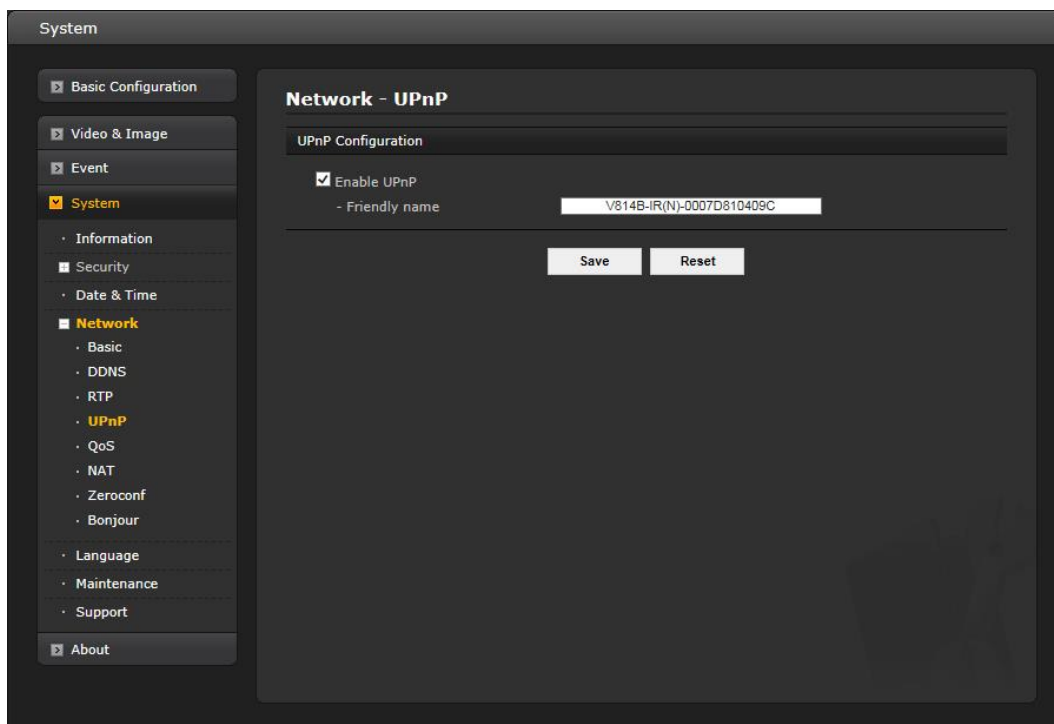 System
Basic Configuration
Video & Image
Event
System
Information
Security
Date & Time
Network
Basic
DDNS
RTP
UPnP
QoS
NAT
Zeroconf
Bonjour
Language
Maintenance
Support
About
Network - UPnP
UPnP Configuration
Enable UPnP
- Friendly name V814B-IR(N)-0007D810409C
Save Reset